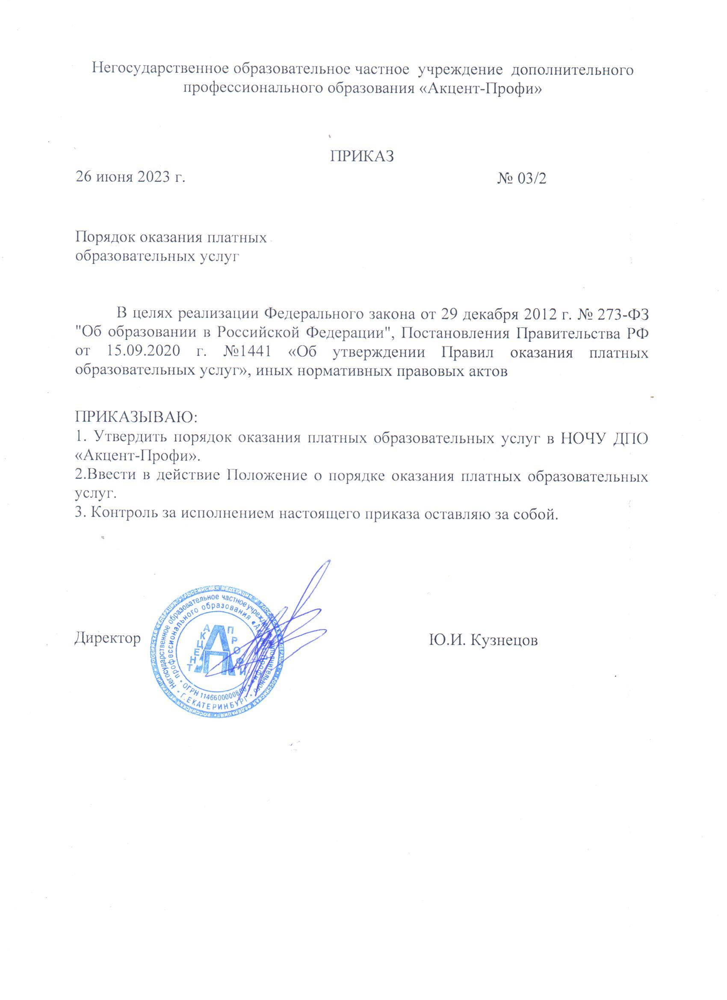 Негосударственное образовательное частное учреждение дополнительного
профессионального образования «Акцент-Профи»
ПРИКАЗ
26 июня 2023 г. № 03/2
Порядок оказания платных
образовательных услуг
В целях реализации Федерального закона от 29 декабря 2012 г. № 273-ФЗ
"Об образовании в Российской Федерации", Постановления Правительства РФ
от 15.09.2020 г. №1441 «Об утверждении Правил оказания платных
образовательных услуг», иных нормативных правовых актов
ПРИКАЗЫВАЮ:
1. Утвердить порядок оказания платных образовательных услуг в НОЧУ ДПО
«Акцент-Профи».
2.Ввести в действие Положение о порядке оказания платных образовательных
услуг.
3. Контроль за исполнением настоящего приказа оставляю за собой.
Директор Ю.И. Кузнецов
РОССИЙСКАЯ ФЕДЕРАЦИЯ
Негосударственное образовательное частное учреждение дополнительного
профессионального образования «Акцент-Профи»
АКЦЕНТ ПРОФИ
АП
ОГРН
Г. ЕКАТЕРИНБУРГ